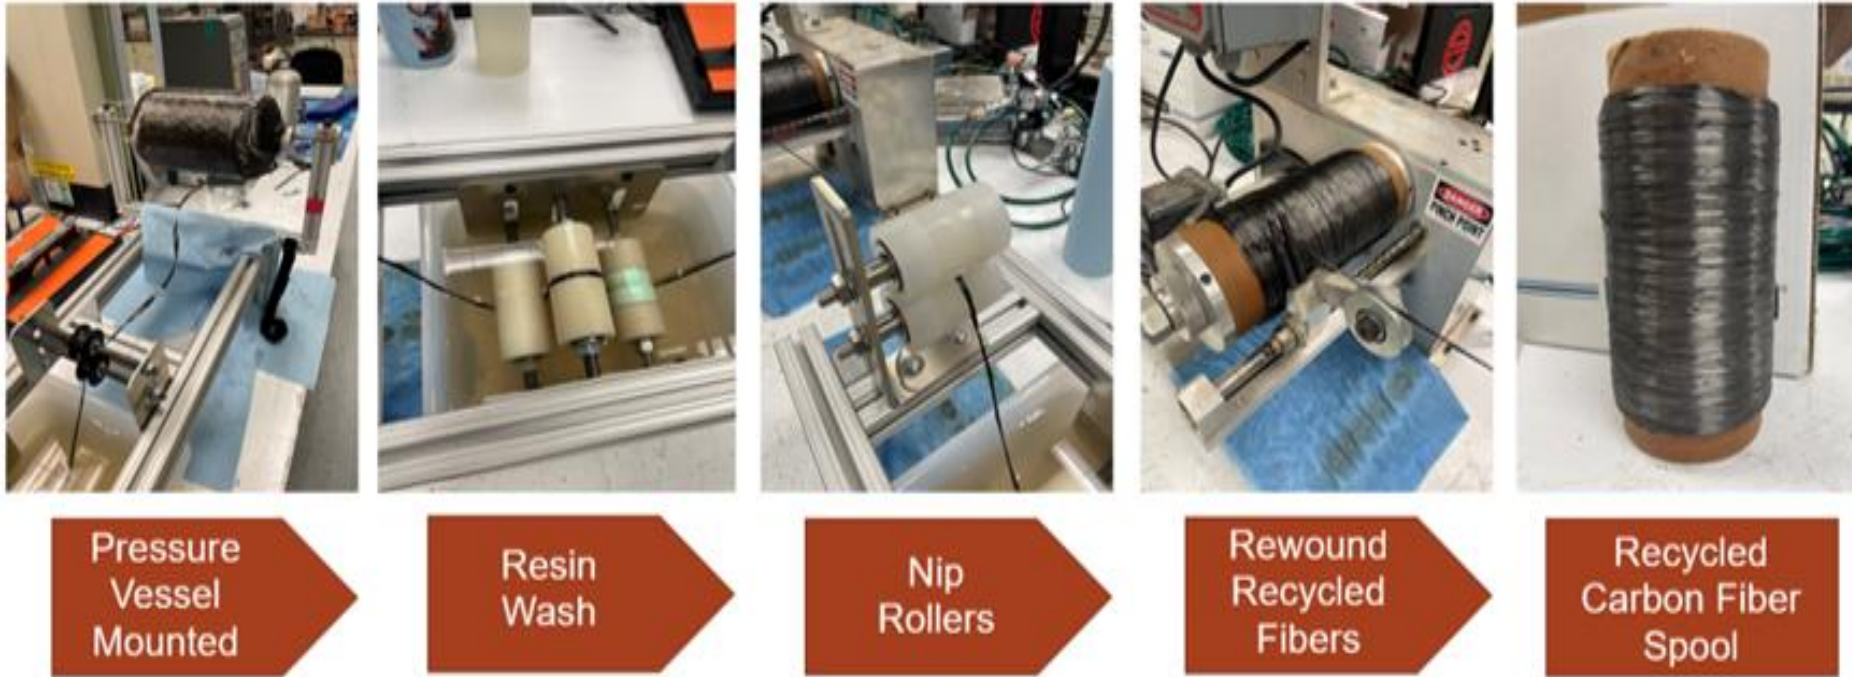 DANGER
PINCH POINT
Pressure
Vessel
Mounted
Resin
Wash
Nip
Rollers
Rewound
Recycled
Fibers
Recycled
Carbon Fiber
Spool